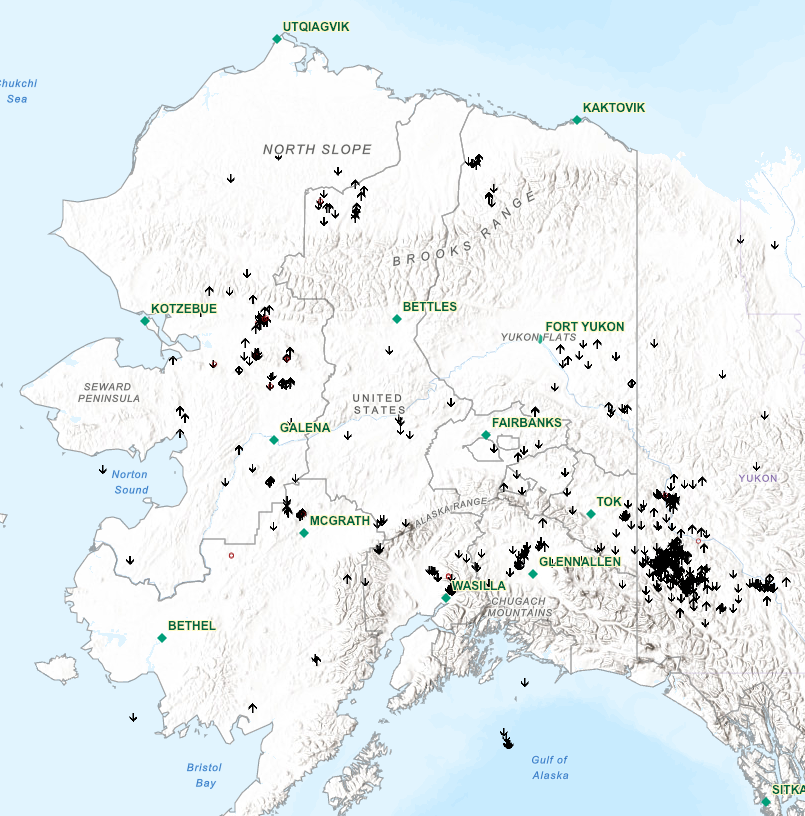 UTQIAGVIK
Chukchi
Sea
KAKTOVIK
NORTH SLOPE
BROOKS RANGE
KOTZEBUE
BETTLES
FORT YUKON
YUKON FLATS
SEWARD
PENINSULA
UNITED
STATES
GALENA
FAIRBANKS
Norton
Sound
YUKON
TOK
ALASKA RANGE
MCGRATH
GLENNALLEN
WASILLA
CHUGACH
MOUNTAINS
BETHEL
Bristol
Bay
Gulf of
Alaska
SITKA